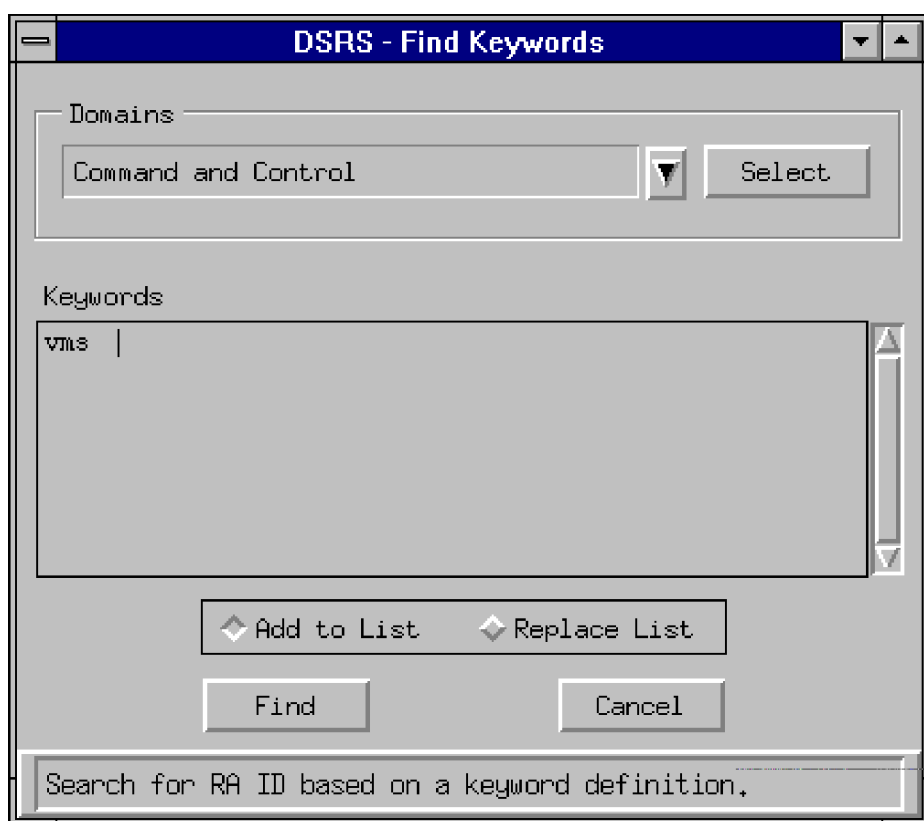 DSRS - Find Keywords
Domains
Command and Control
Select
Keywords
vms
Add to List
Replace List
Find
Cancel
Search for RA ID based on a keyword definition.